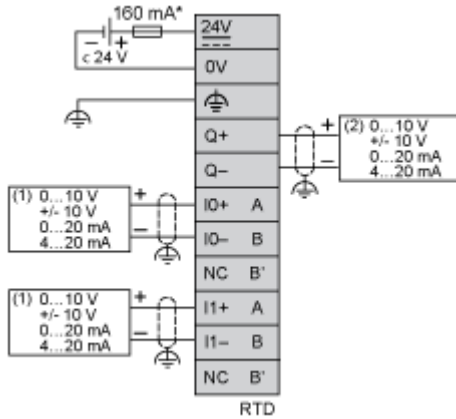 160 mA*
24V
− +
c 24 V
0V
Q+
+ (2) 0...10 V
+/- 10 V
0...20 mA
4...20 mA
Q−
−
(1) 0...10 V
+/- 10 V
0...20 mA
4...20 mA
+
−
I0+ A
I0− B
NC B'
(1) 0...10 V
+/- 10 V
0...20 mA
4...20 mA
+
−
I1+ A
I1− B
NC B'
RTD